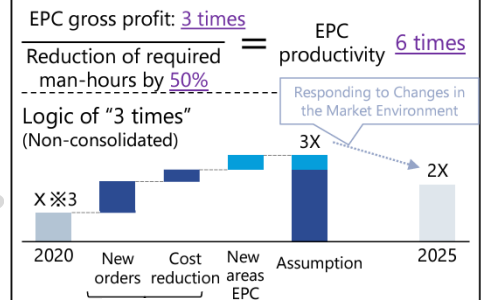 EPC gross profit: 3 times
Reduction of required
man-hours by 50%
=
EPC
productivity
6 times
Responding to Changes in
the Market Environment
Logic of "3 times"
(Non-consolidated)
3X
2X
X ※3
2020
New
orders
Cost
reduction
New
areas
EPC
Assumption
2025